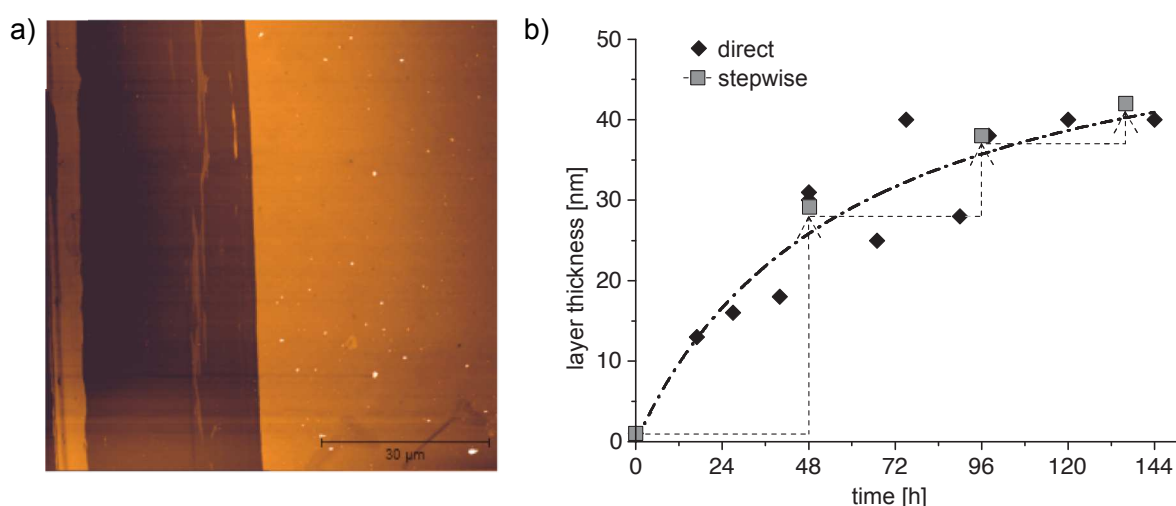 a)
30 µm
b)
direct
stepwise
layer thickness [nm]
50
40
30
20
10
0
0 24 48 72 96 120 144
time [h]